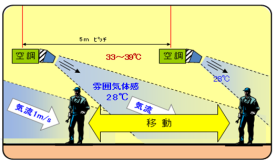 5m ピッチ
空調
33～39℃
空調
28℃
雰囲気体感
28℃
気流1m/s
気流
移動